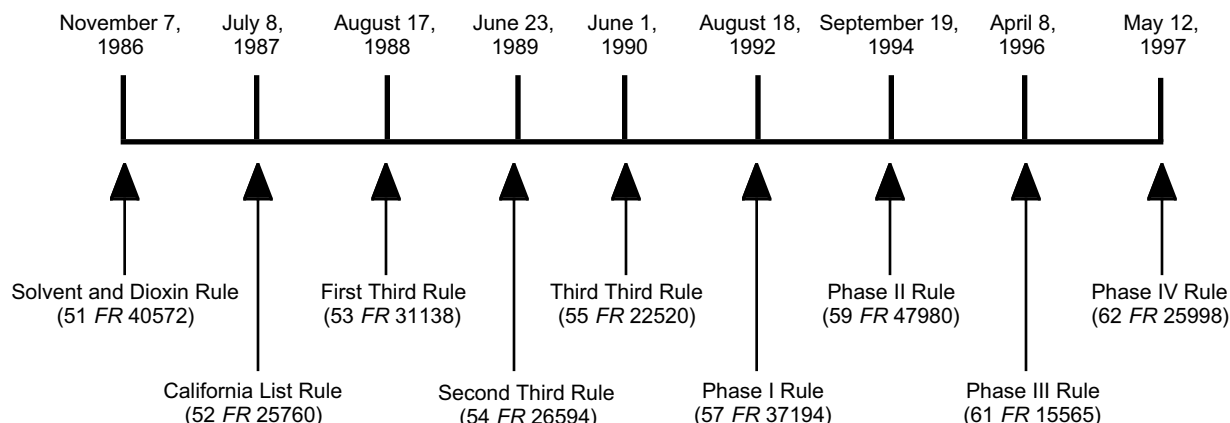 November 7,
1986
July 8,
1987
August 17,
1988
June 23,
1989
June 1,
1990
August 18,
1992
September 19,
1994
April 8,
1996
May 12,
1997
Solvent and Dioxin Rule
(51 FR 40572)
California List Rule
(52 FR 25760)
First Third Rule
(53 FR 31138)
Second Third Rule
(54 FR 26594)
Third Third Rule
(55 FR 22520)
Phase I Rule
(57 FR 37194)
Phase II Rule
(59 FR 47980)
Phase III Rule
(61 FR 15565)
Phase IV Rule
(62 FR 25998)